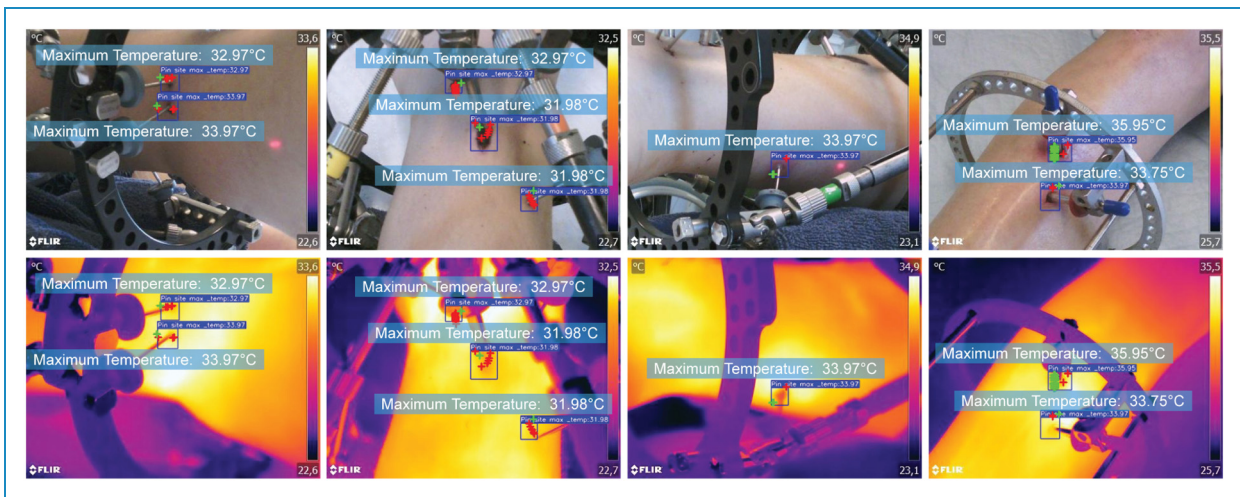 °C
33,6
Maximum Temperature: 32.97°C
Pin site max _temp:32.97
Pin site max _temp:33.97
Maximum Temperature: 33.97°C
FLIR
22,6
32,5
Maximum Temperature: 32.97°C
Pin site max _temp:32.97
Maximum Temperature: 31.98°C
Pin site max _temp:31.98
Maximum Temperature: 31.98°C
Pin site max _temp:31.98
FLIR
22,7
°C
34,9
Maximum Temperature: 33.97°C
Pin site max _temp:33.97
FLIR
23,1
°C
35,5
Maximum Temperature: 35.95°C
Pin site max _temp:35.95
Maximum Temperature: 33.75°C
Pin site max _temp:33.97
FLIR
25,7
°C
33,6
Maximum Temperature: 32.97°C
Pin site max _temp:32.97
Pin site max _temp:33.97
Maximum Temperature: 33.97°C
FLIR
22,6
°C
32,5
Maximum Temperature: 32.97°C
Pin site max _temp:32.97
Maximum Temperature: 31.98°C
Pin site max _temp:31.98
Maximum Temperature: 31.98°C
Pin site max _temp:31.98
FLIR
22,7
°C
34,9
Maximum Temperature: 33.97°C
Pin site max _temp:33.97
FLIR
23,1
°C
35,5
Maximum Temperature: 35.95°C
Pin site max _temp:35.95
Maximum Temperature: 33.75°C
Pin site max _temp:33.97
FLIR
25,7